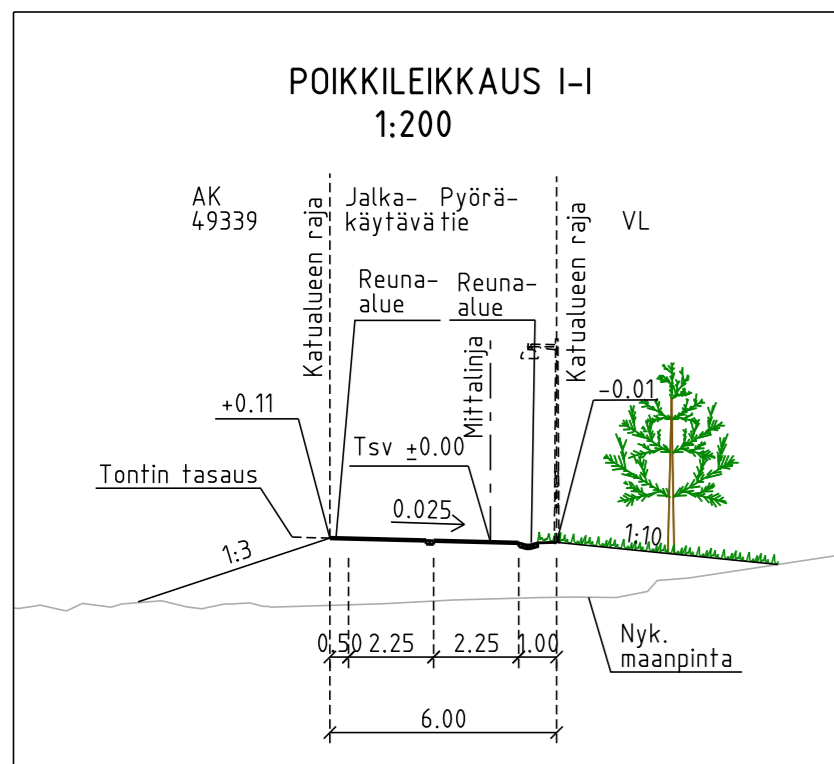 POIKKILEIKKAUS I-I
1:200
AK
49339
Katualueen raja
Jalka-
käytävä
Pyörä-
tie
Katualueen raja
VL
Reuna-
alue
Reuna-
alue
Mittalinja
+0.11
-0.01
Tsv ±0.00
Tontin tasaus
0.025
1:3
1:10
0.50
2.25
2.25
1.00
6.00
Nyk.
maanpinta